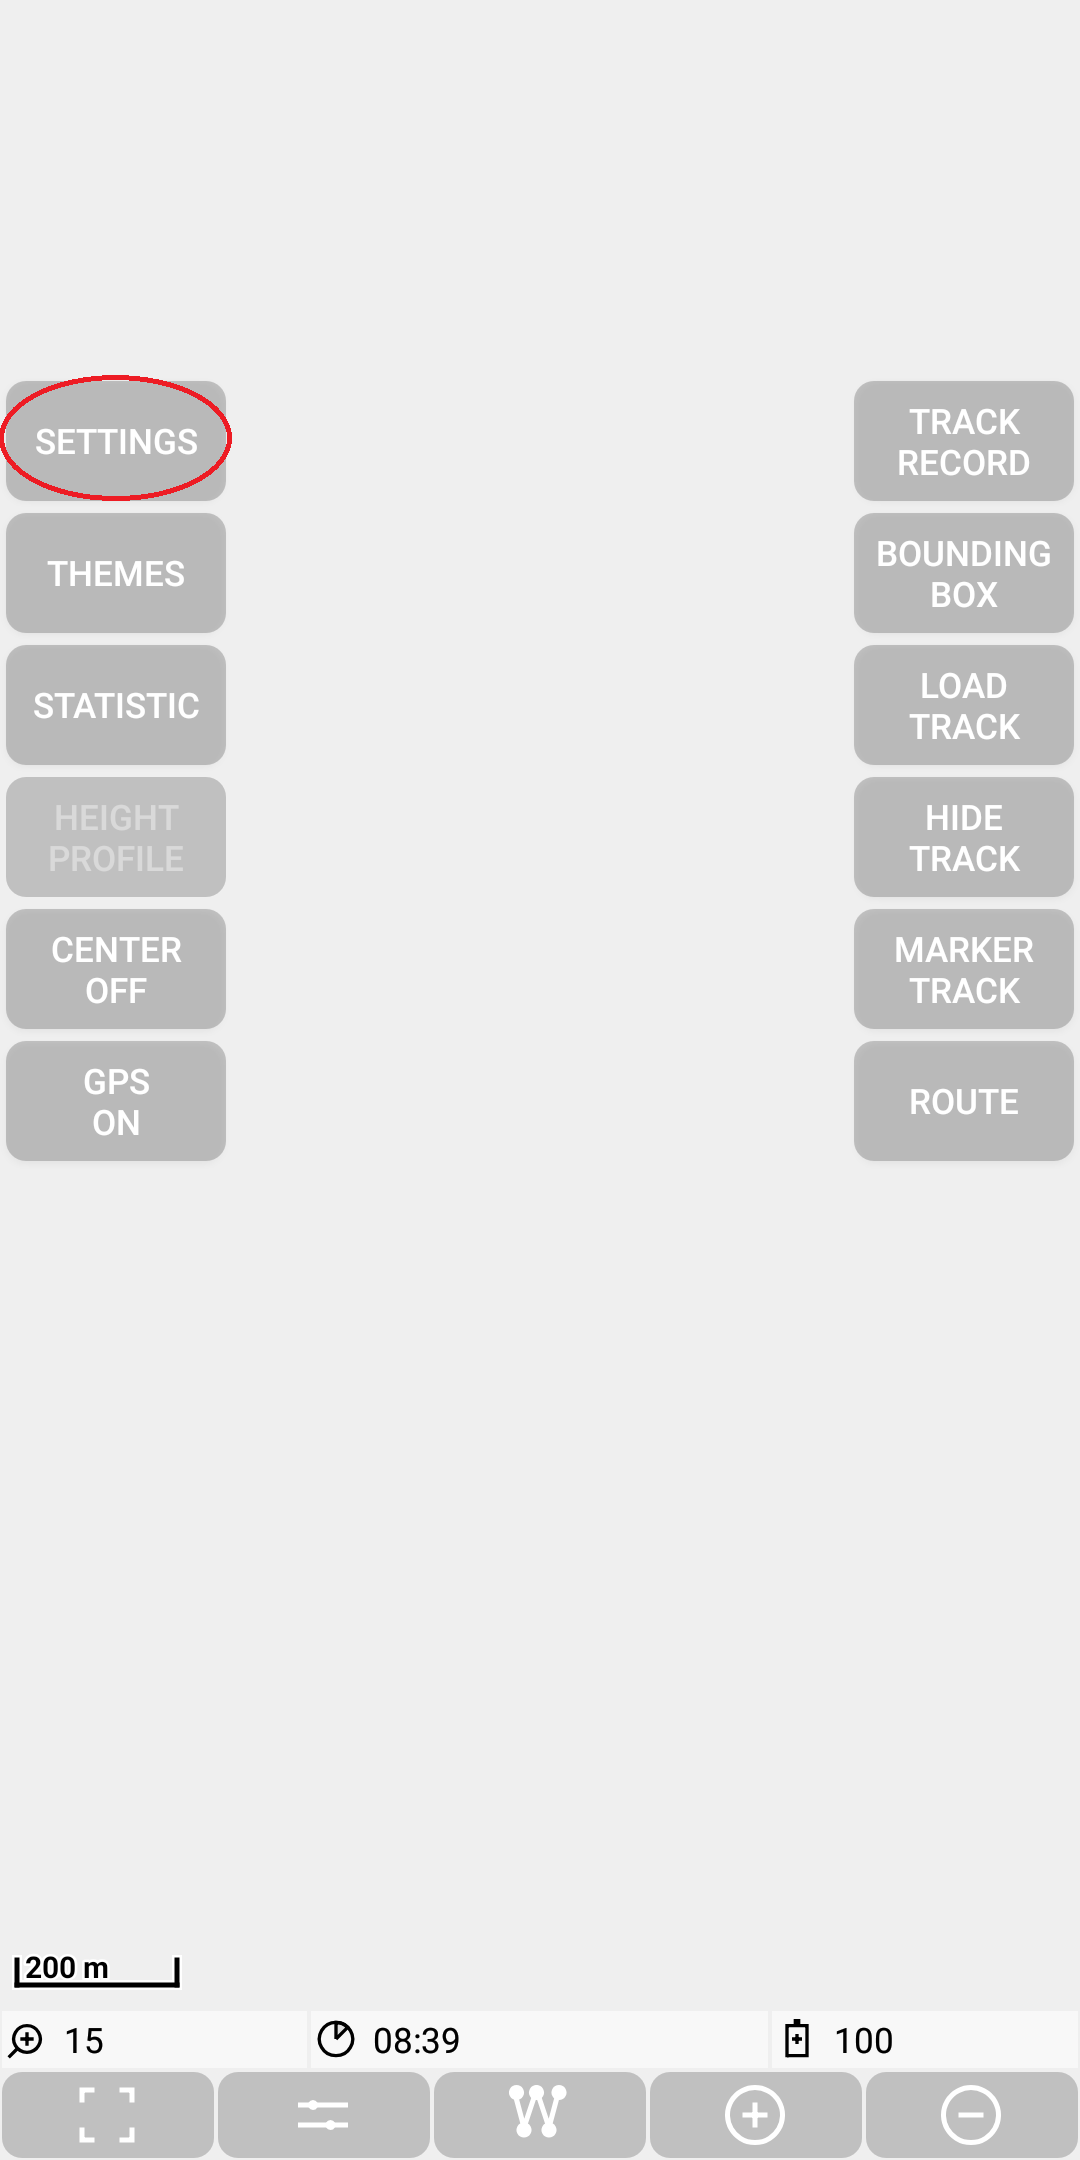 SETTINGS
THEMES
STATISTIC
HEIGHT
PROFILE
CENTER
OFF
GPS
ON
TRACK
RECORD
BOUNDING
BOX
LOAD
TRACK
HIDE
TRACK
MARKER
TRACK
ROUTE
200 m
15
08:39
100